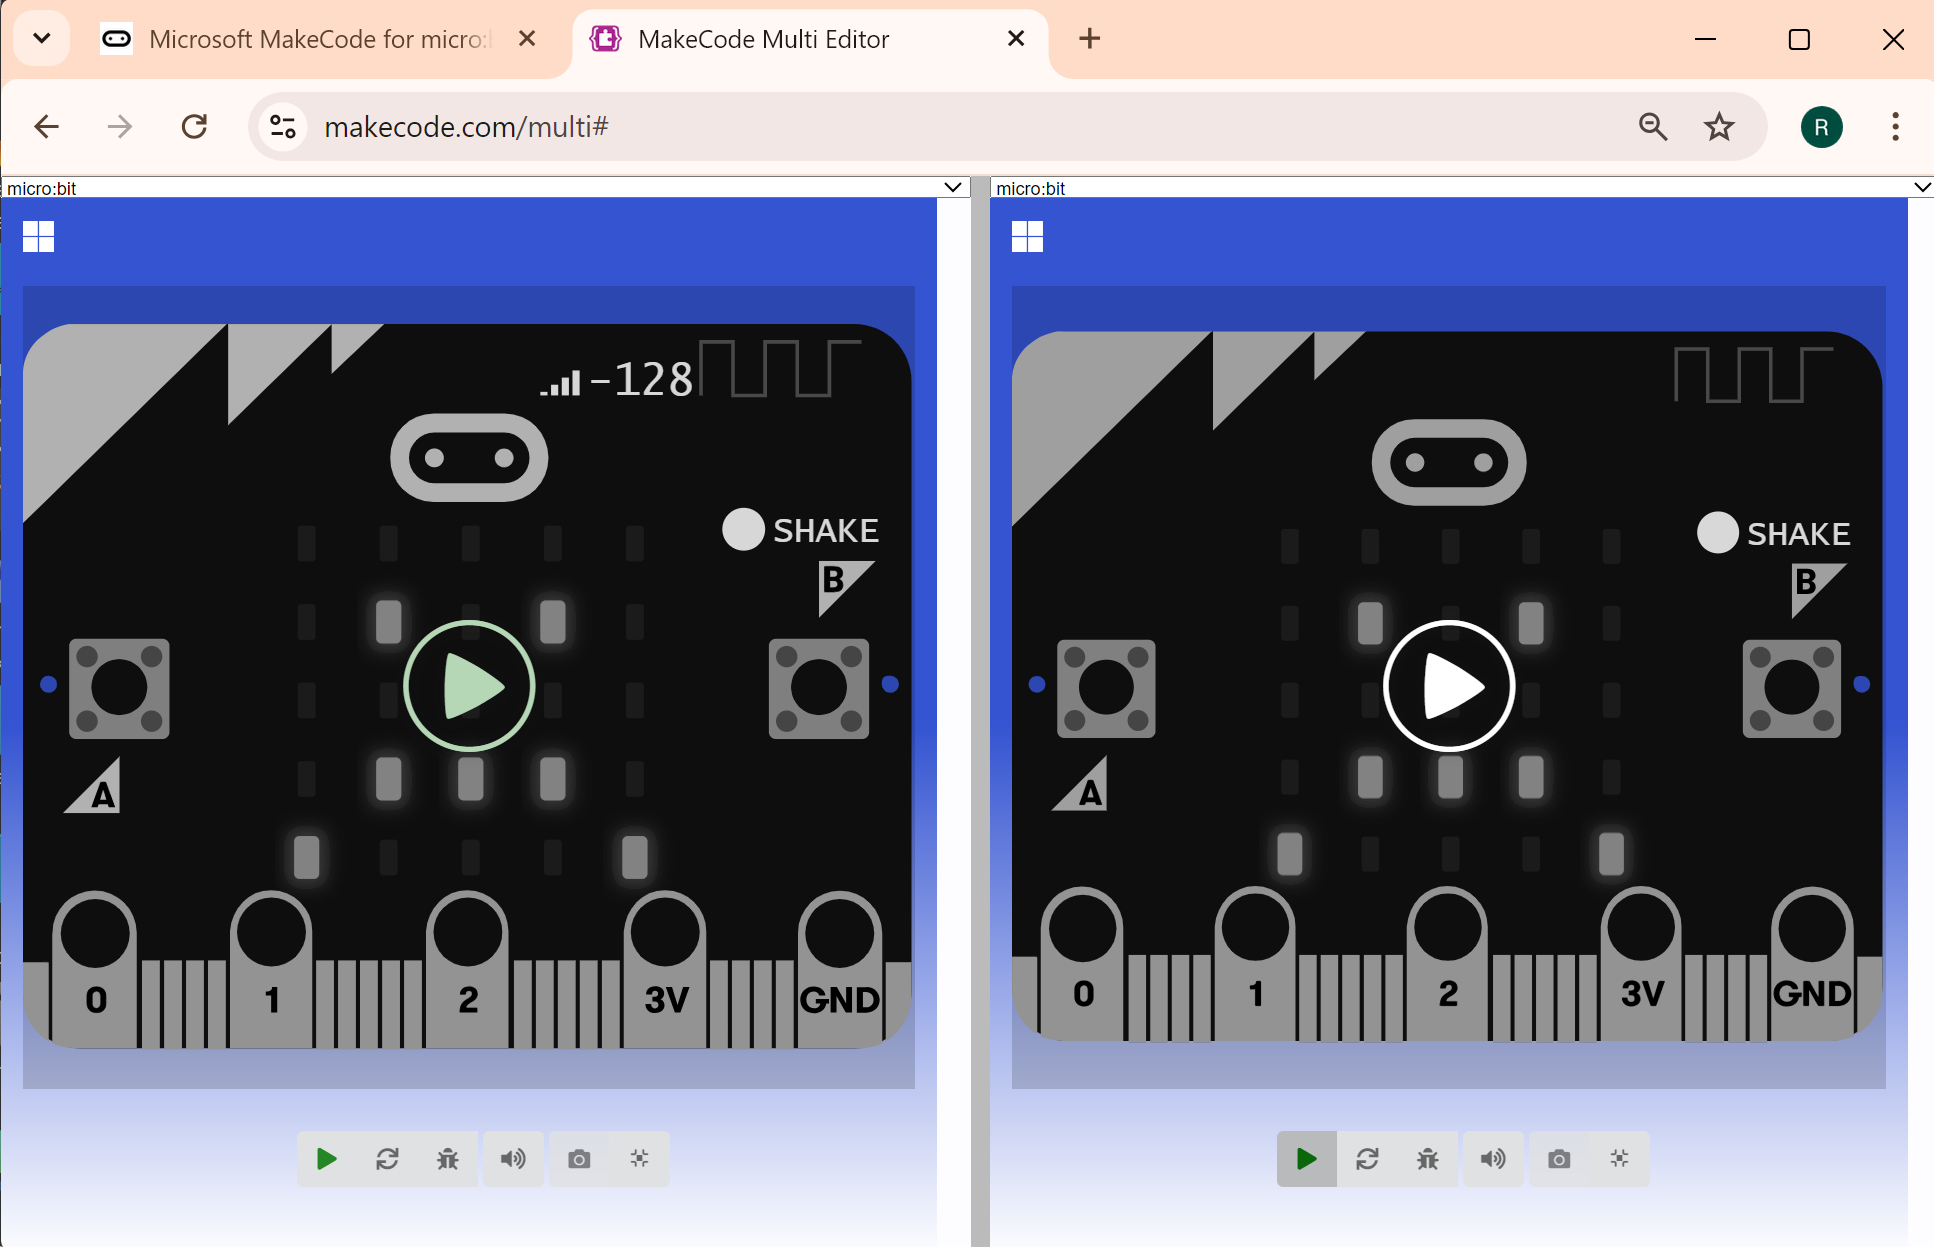 Microsoft MakeCode for micro:
MakeCode Multi Editor
makecode.com/multi#
R
micro:bit
-128
SHAKE
B
A
0 1 2 3V GND
micro:bit
SHAKE
B
A
0 1 2 3V GND